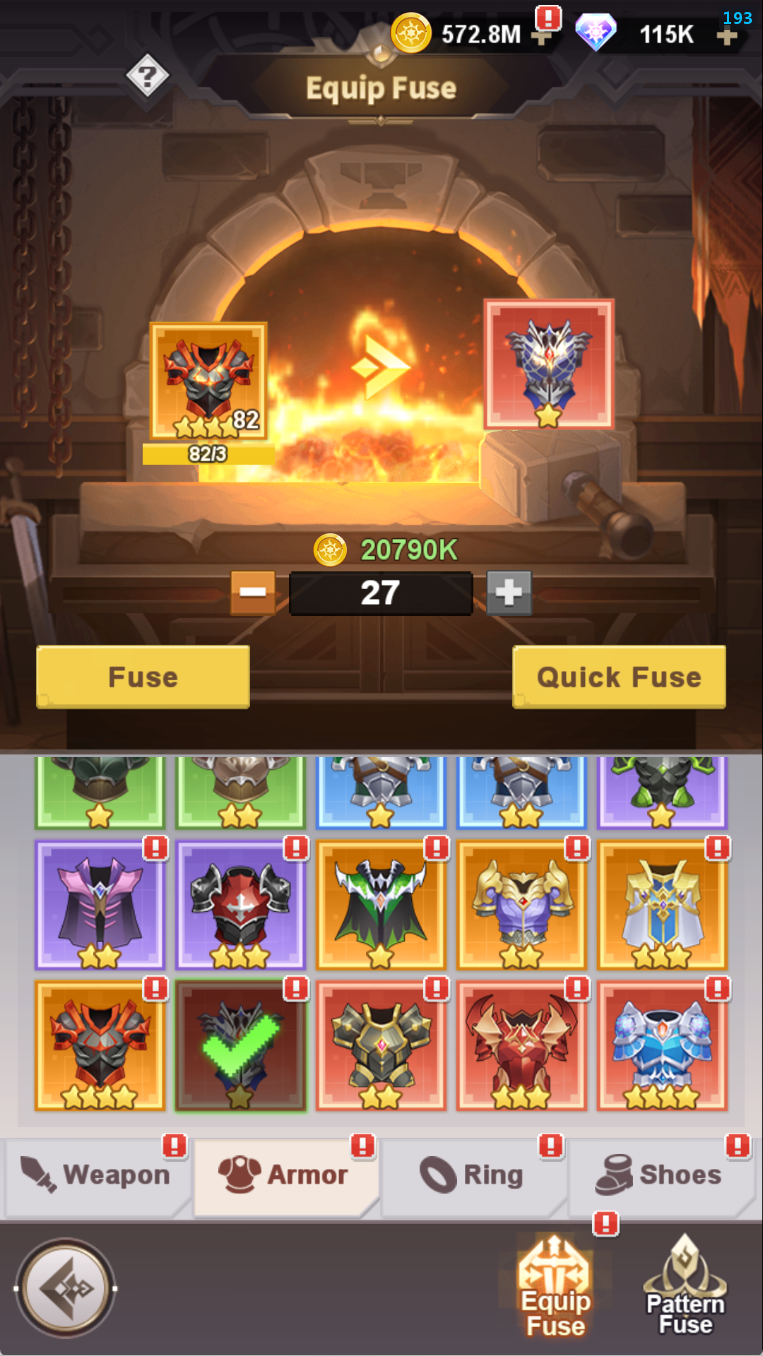 193
572.8M
115K
Equip Fuse
82
82/3
20790K
27
Fuse
Quick Fuse
Weapon
Armor
Ring
Shoes
Equip
Fuse
Pattern
Fuse